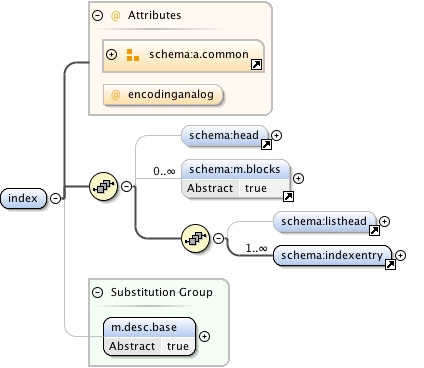 @ Attributes
schema:a.common
@ encodinganalog
schema:head
0..∞
schema:m.blocks
Abstract true
index
schema:listhead
1..∞
schema:indexentry
Substitution Group
m.desc.base
Abstract true